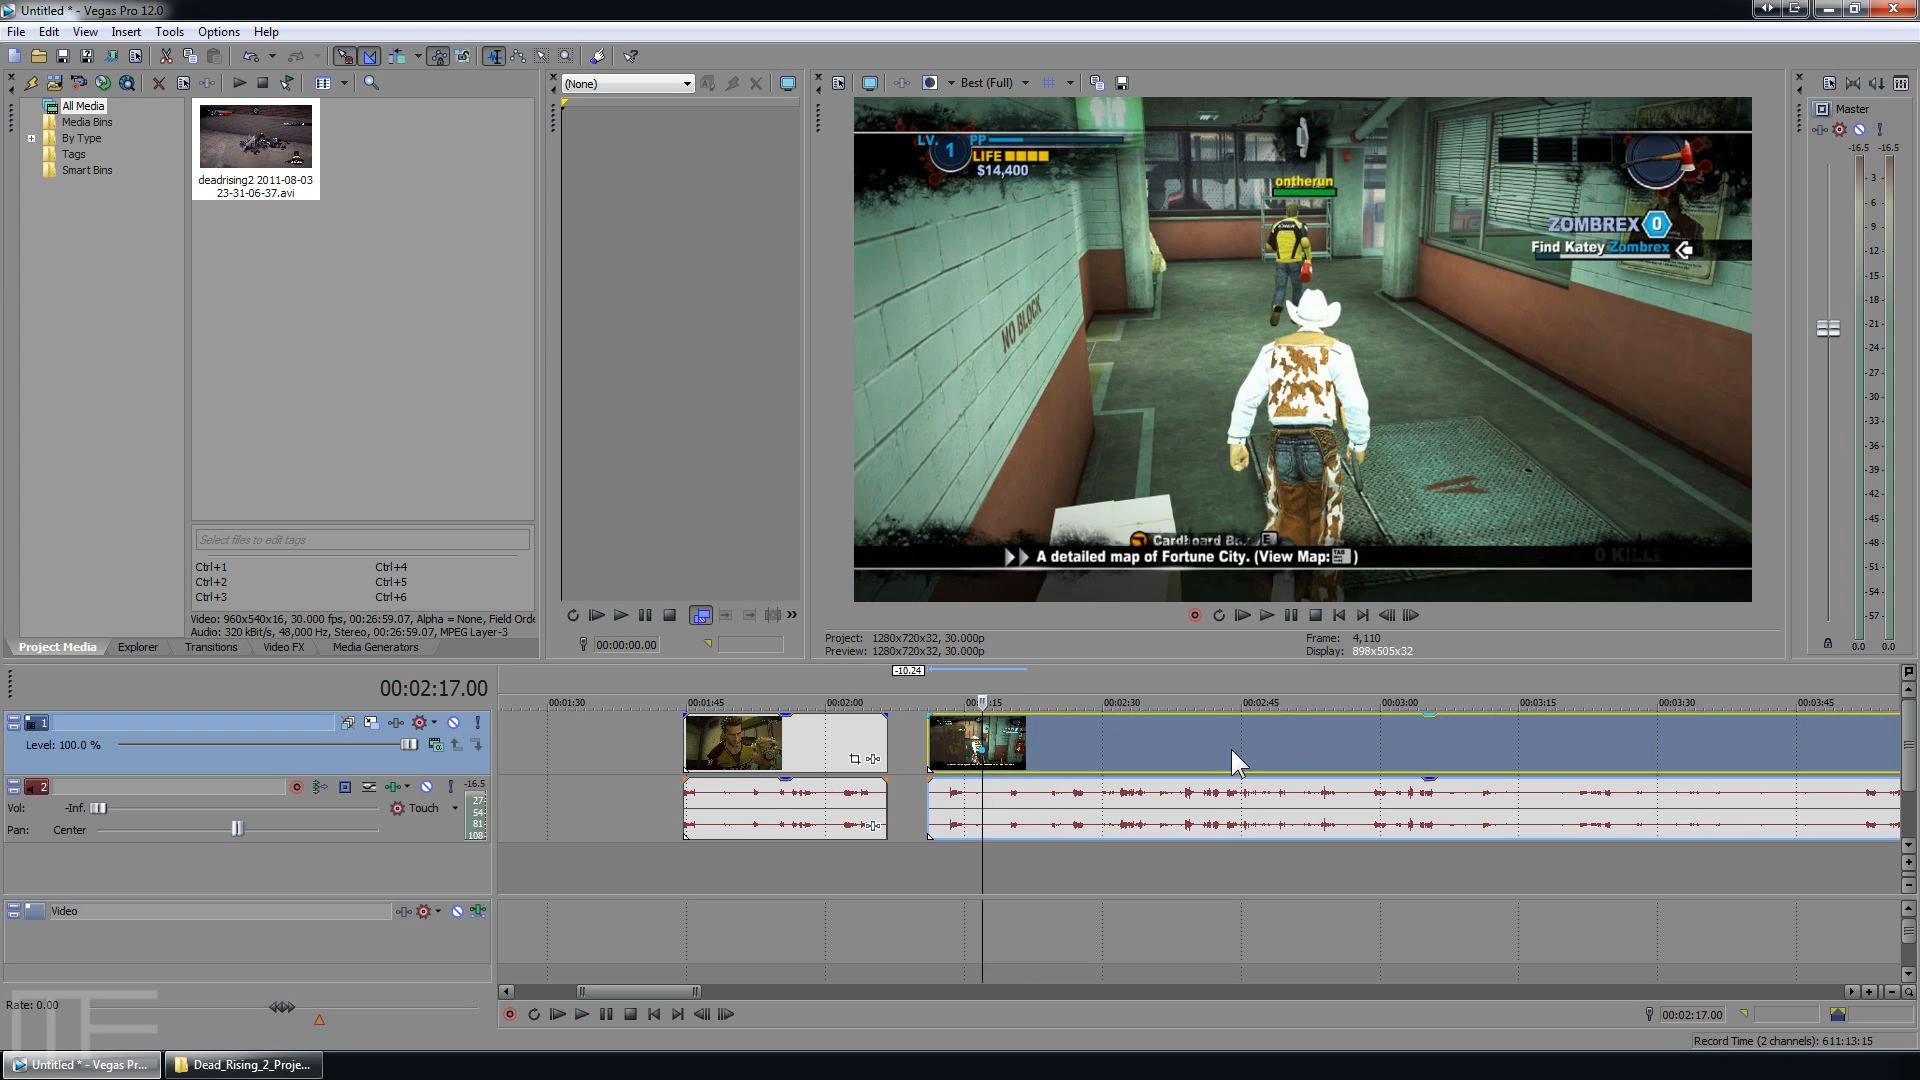 Untitled * - Vegas Pro 12.0
File Edit View Insert Tools Options Help
(None)
Best (Full)
All Media
Media Bins
By Type
Tags
Smart Bins
deadrising2 2011-08-03
23-31-06-37.avi
Select files to edit tags
Ctrl+1 Ctrl+4
Ctrl+2 Ctrl+5
Ctrl+3 Ctrl+6
Video: 960x540x16, 30.000 fps, 00:26:59.07, Alpha = None, Field Orde
Audio: 320 kBit/s, 48,000 Hz, Stereo, 00:26:59.07, MPEG Layer-3
Project Media Explorer Transitions Video FX Media Generators
00:00:00.00
LV. 1 PP
LIFE
$14,400
ontherun
ZOMBREX 0
Find Katey Zombrex
NO BLOCK
Cardboard B
E
A detailed map of Fortune City. (View Map: TAB )
0 KILL
Project: 1280x720x32, 30.000p
Preview: 1280x720x32, 30.000p
Frame: 4,110
Display: 898x505x32
Master
-16.5 -16.5
- 3 -
- 6 -
- 9 -
-12-
-15-
-18-
-21-
-24-
-27-
-30-
-33-
-36-
-39-
-42-
-45-
-48-
-51-
-54-
-57-
0.0 0.0
00:02:17.00
-10.24
00:01:30 00:01:45 00:02:00 00:02:15 00:02:30 00:02:45 00:03:00 00:03:15 00:03:30 00:03:45
1
Level: 100.0 %
2
-16.5
Vol: -Inf. Touch
Pan: Center
27-
54-
81-
108-
Video
Rate: 0.00
00:02:17.00
Record Time (2 channels): 611:13:15
Untitled * - Vegas Pr...
Dead_Rising_2_Proje...